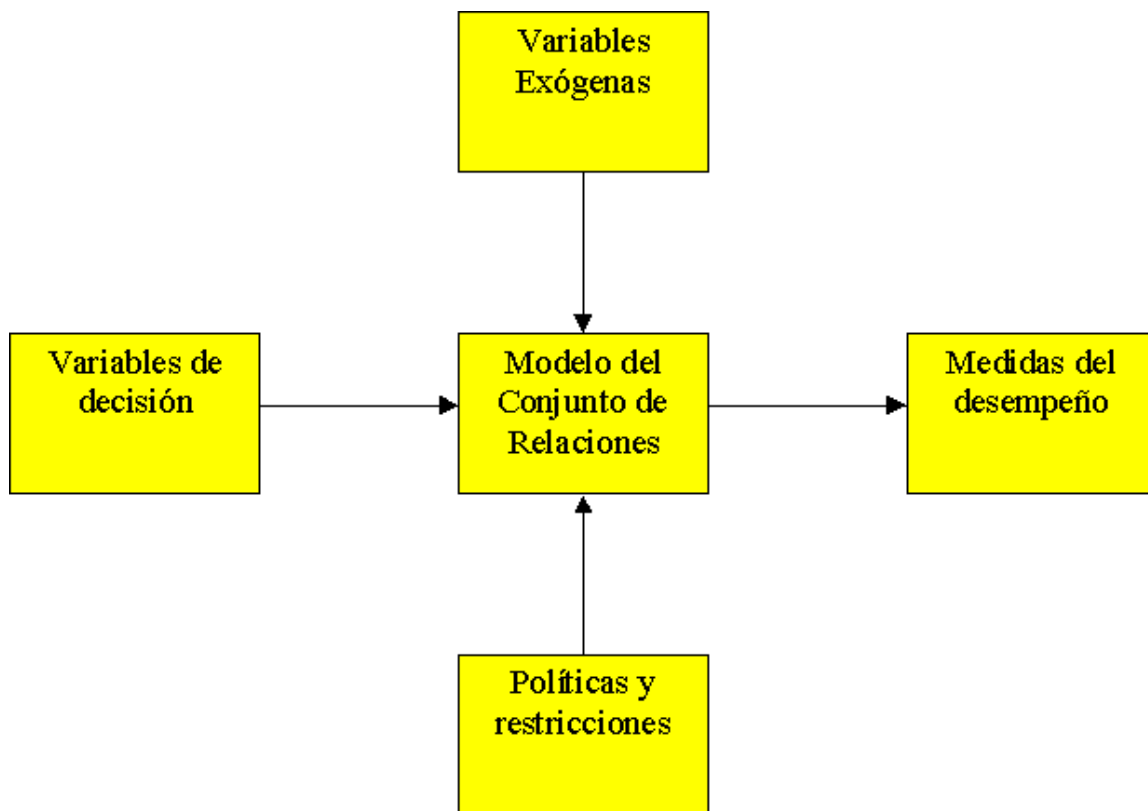 Variables
Exógenas
Variables de
decisión
Modelo del
Conjunto de
Relaciones
Medidas del
desempeño
Políticas y
restricciones